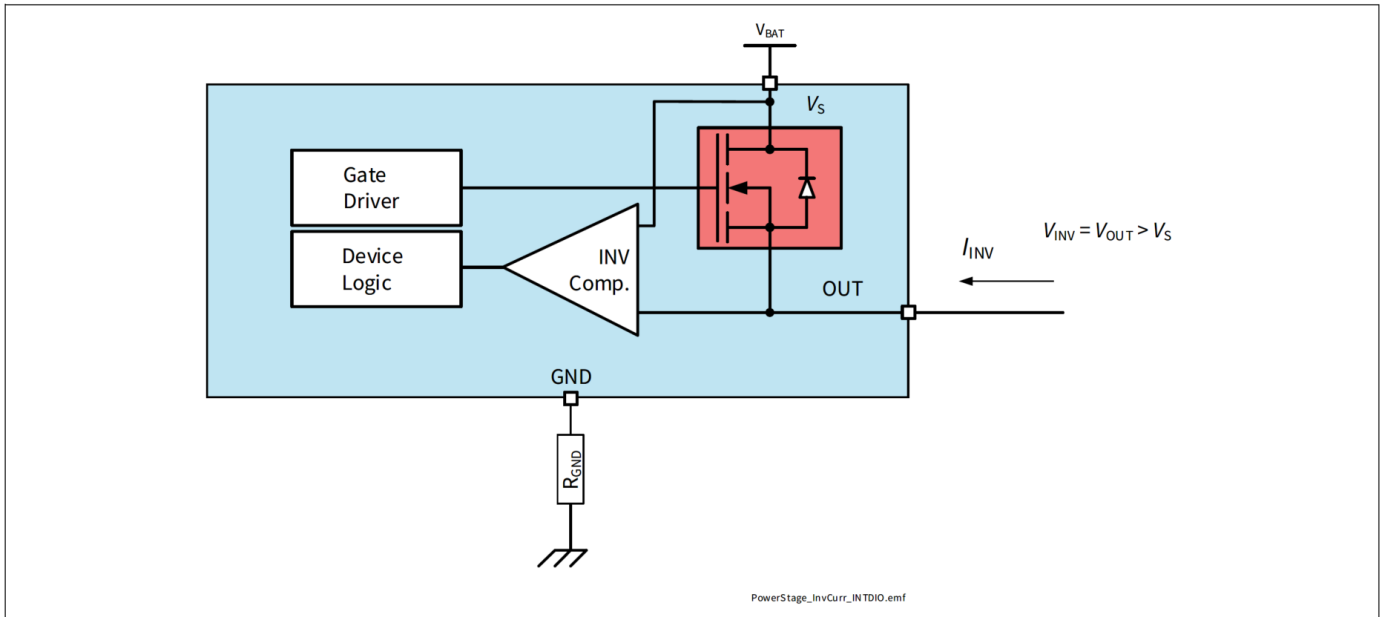 VBAT
VS
Gate
Driver
Device
Logic
INV
Comp.
OUT
IINV
VINV = VOUT > VS
GND
RGND
PowerStage_InvCurr_INTDIO.emf